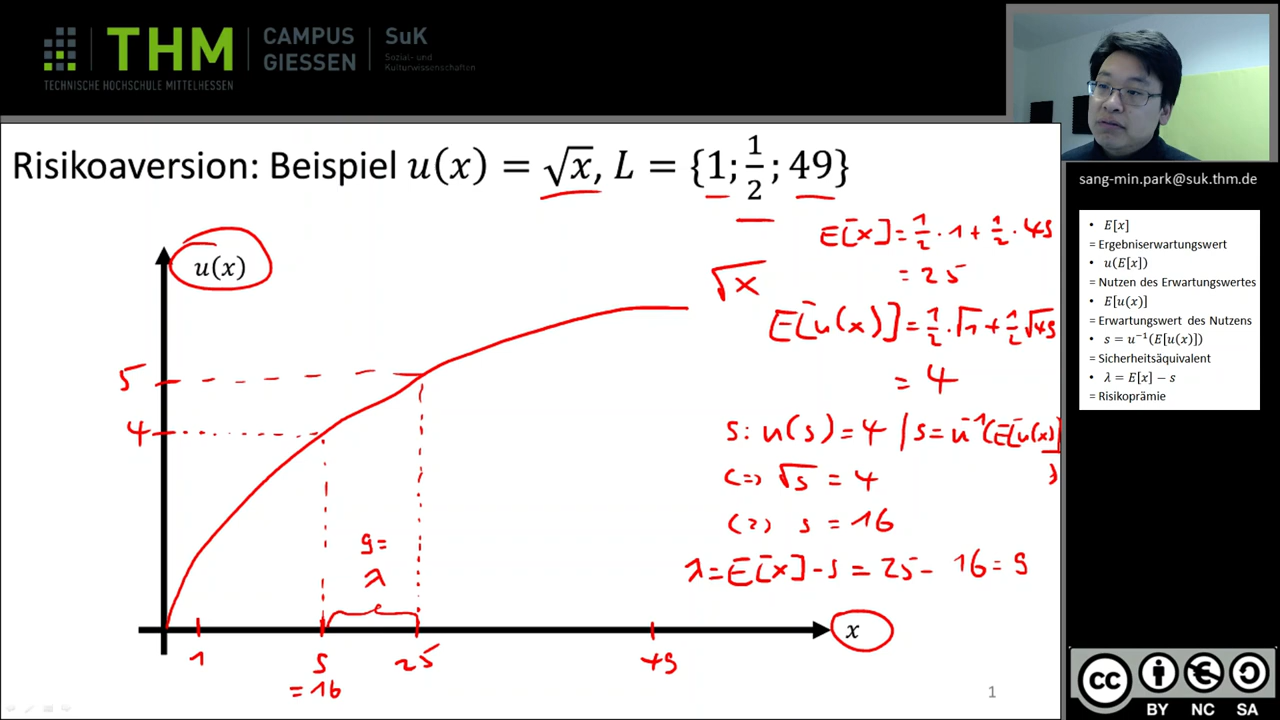 THM
TECHNISCHE HOCHSCHULE MITTELHESSEN
CAMPUS
GIESSEN
SuK
Sozial- und
Kulturwissenschaften
Risikoaversion: Beispiel u(x) = √x, L = {1; 1/2; 49}
u(x)
√x
5
4
9=
λ
1
s
=16
25
49
x
E[x] = 1/2 · 1 + 1/2 · 49
= 25
E[u(x)] = 1/2 · √1 + 1/2 √49
= 4
s: u(s) = 4 / s = u⁻¹(E[u(x)]
)
<=> √s = 4
<=> s = 16
λ = E[x] - s = 25 - 16 = 9
1
sang-min.park@suk.thm.de
• E[x]
= Ergebniserwartungswert
• u(E[x])
= Nutzen des Erwartungswertes
• E[u(x)]
= Erwartungswert des Nutzens
• s = u⁻¹(E[u(x)])
= Sicherheitsäquivalent
• λ = E[x] − s
= Risikoprämie
cc
BY NC SA